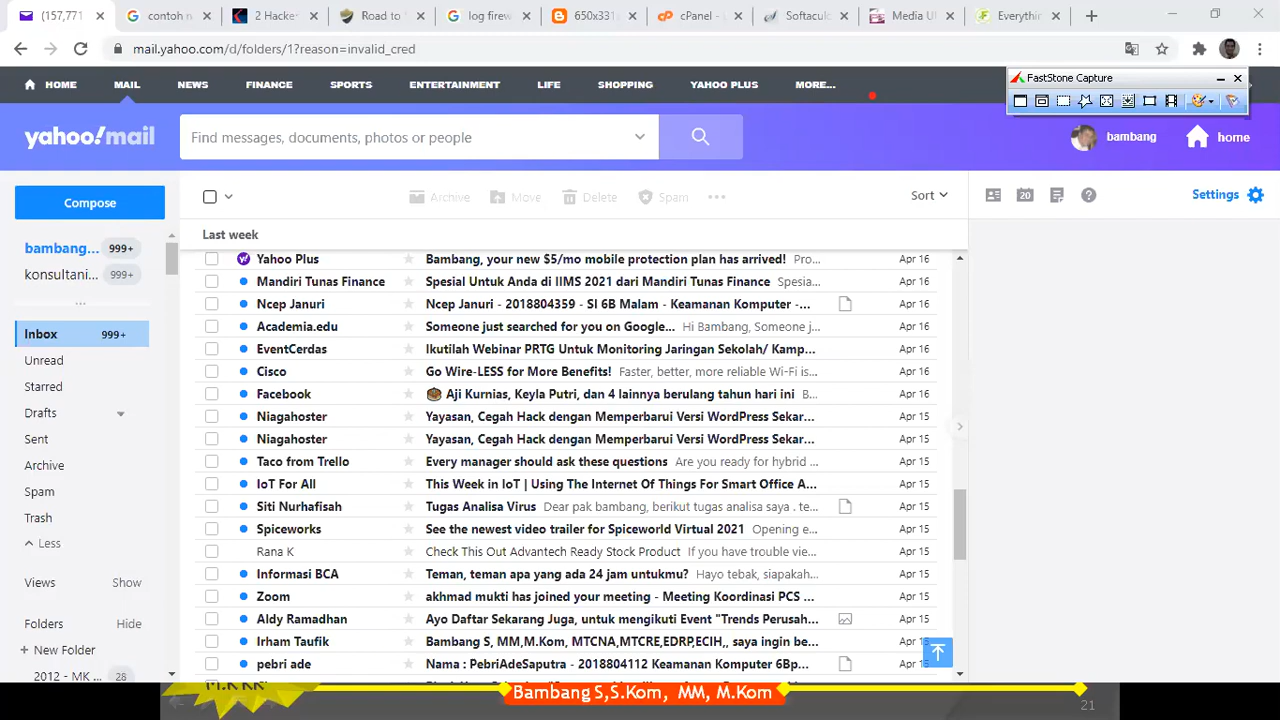 (157,771
contoh n
2 Hacker
Road to
log firew
650x331
cPanel - L
Softacul
Media U
Everythin
mail.yahoo.com/d/folders/1?reason=invalid_cred
FastStone Capture
HOME MAIL NEWS FINANCE SPORTS ENTERTAINMENT LIFE SHOPPING YAHOO PLUS MORE...
yahoo!mail
Find messages, documents, photos or people
bambang
home
Compose
Archive Move Delete Spam
Sort
20
Settings
bambang... 999+
konsultani... 999+
...
Inbox 999+
Unread
Starred
Drafts
Sent
Archive
Spam
Trash
Less
Views Show
Folders Hide
+ New Folder
2012 - MK 28
Last week
Yahoo Plus Bambang, your new $5/mo mobile protection plan has arrived! Pro... Apr 16
Mandiri Tunas Finance Spesial Untuk Anda di IIMS 2021 dari Mandiri Tunas Finance Spesia... Apr 16
Ncep Januri Ncep Januri - 2018804359 - SI 6B Malam - Keamanan Komputer -... Apr 16
Academia.edu Someone just searched for you on Google... Hi Bambang, Someone j... Apr 16
EventCerdas Ikutilah Webinar PRTG Untuk Monitoring Jaringan Sekolah/ Kamp... Apr 16
Cisco Go Wire-LESS for More Benefits! Faster, better, more reliable Wi-Fi is... Apr 16
Facebook Aji Kurnias, Keyla Putri, dan 4 lainnya berulang tahun hari ini B... Apr 16
Niagahoster Yayasan, Cegah Hack dengan Memperbarui Versi WordPress Sekar... Apr 15
Niagahoster Yayasan, Cegah Hack dengan Memperbarui Versi WordPress Sekar... Apr 15
Taco from Trello Every manager should ask these questions Are you ready for hybrid ... Apr 15
IoT For All This Week in IoT | Using The Internet Of Things For Smart Office A... Apr 15
Siti Nurhafisah Tugas Analisa Virus Dear pak bambang, berikut tugas analisa saya . te... Apr 15
Spiceworks See the newest video trailer for Spiceworld Virtual 2021 Opening e... Apr 15
Rana K Check This Out Advantech Ready Stock Product If you have trouble vie... Apr 15
Informasi BCA Teman, teman apa yang ada 24 jam untukmu? Hayo tebak, siapakah... Apr 15
Zoom akhmad mukti has joined your meeting - Meeting Koordinasi PCS ... Apr 15
Aldy Ramadhan Ayo Daftar Sekarang Juga, untuk mengikuti Event "Trends Perusah... Apr 15
Irham Taufik Bambang S, MM,M.Kom, MTCNA,MTCRE,EDRP,ECIH,, saya ingin be... Apr 15
pebri ade Nama : PebriAdeSaputra - 2018804112 Keamanan Komputer 6Bp... Apr 15
Bambang S,S.Kom, MM, M.Kom
21